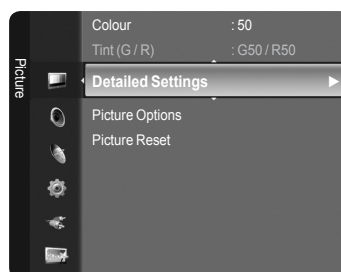 Picture
Colour : 50
Tint (G / R) : G50 / R50
Detailed Settings
Picture Options
Picture Reset